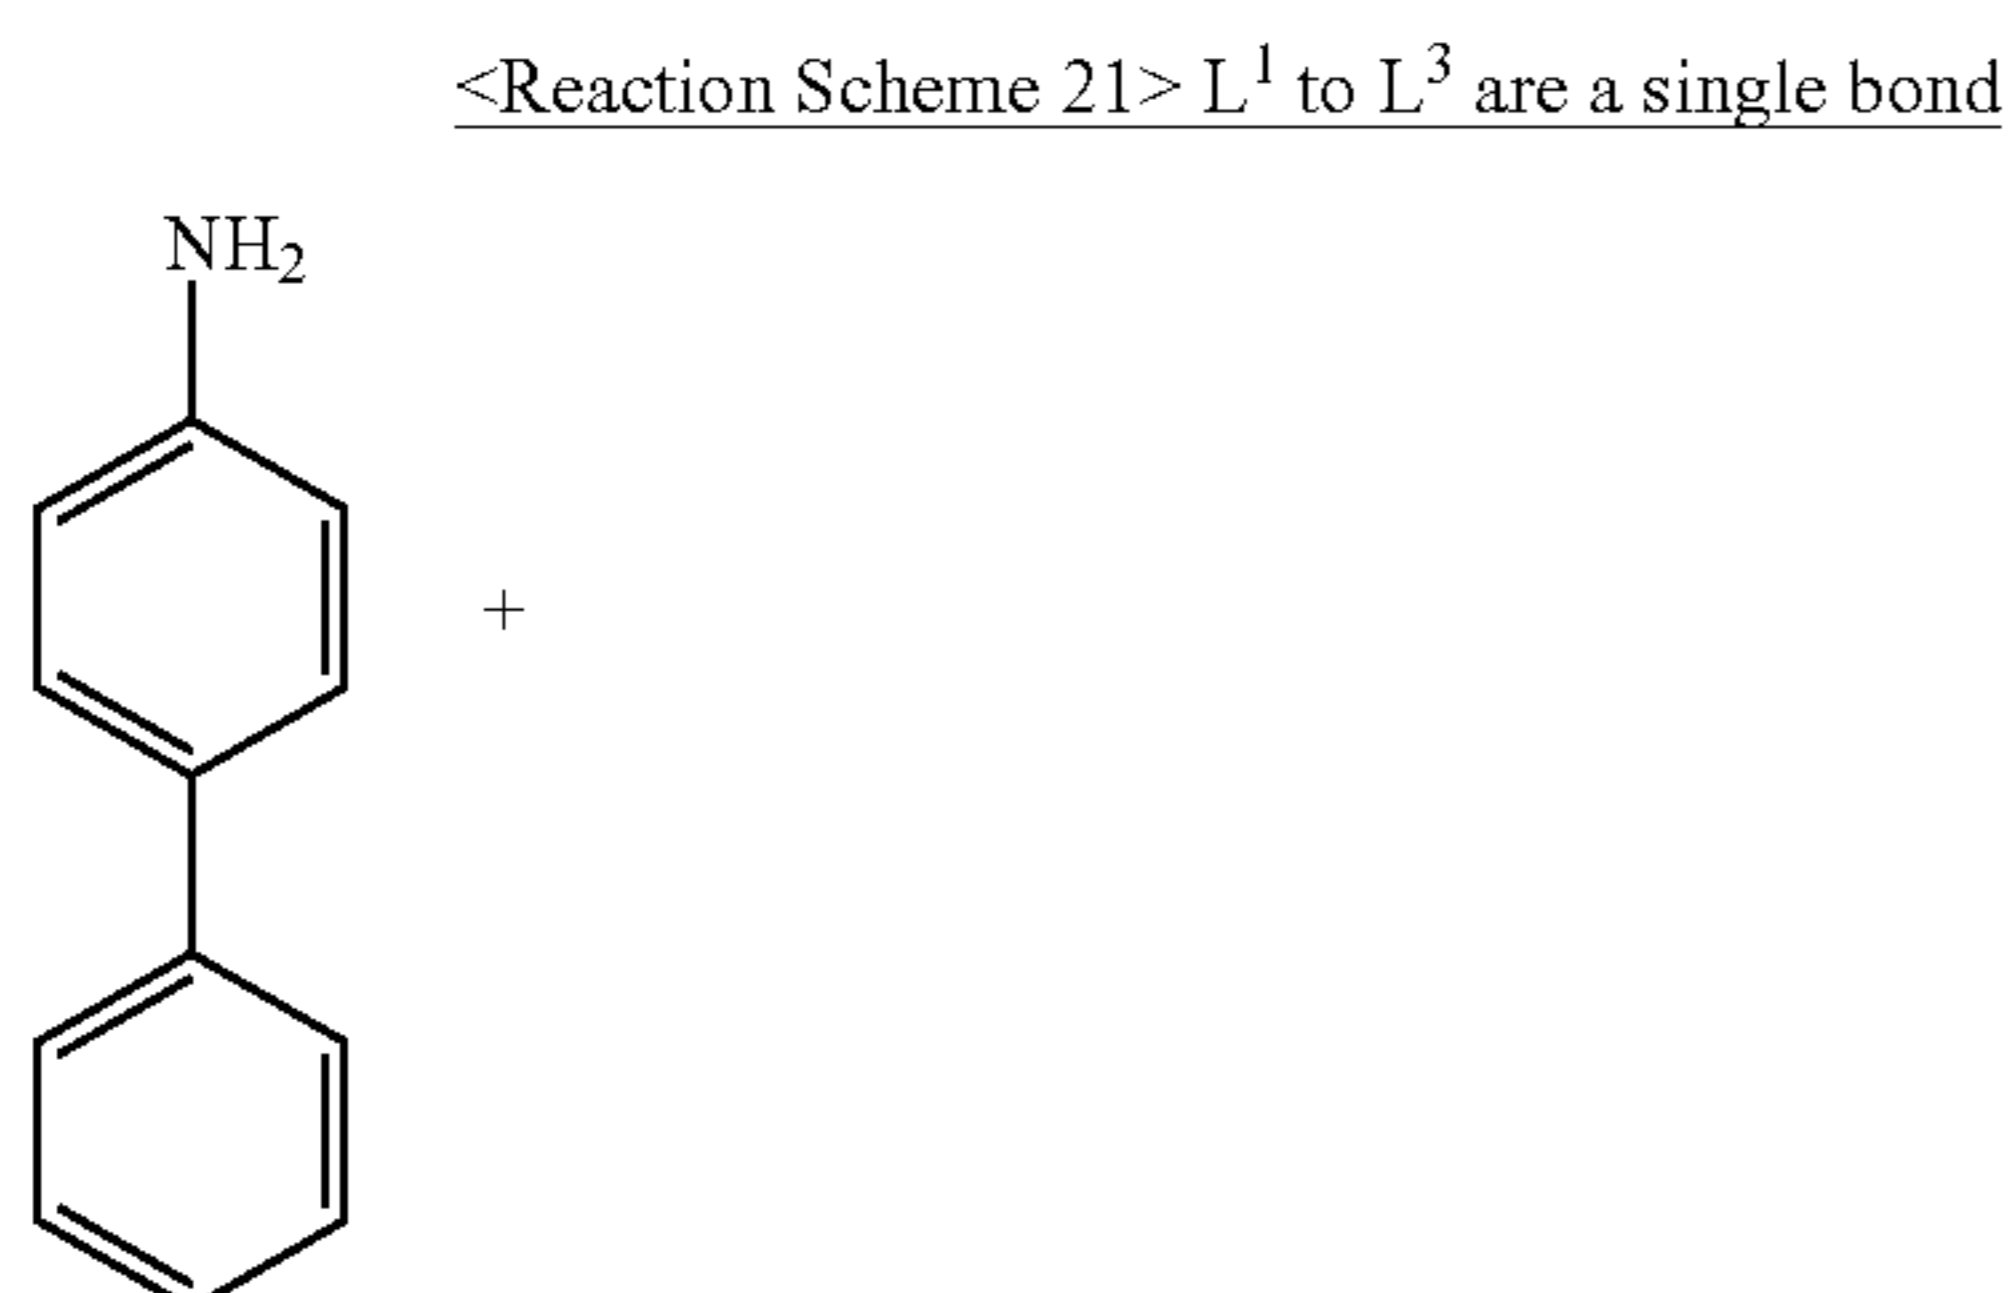 <Reaction Scheme 21> L¹ to L³ are a single bond
NH₂
+